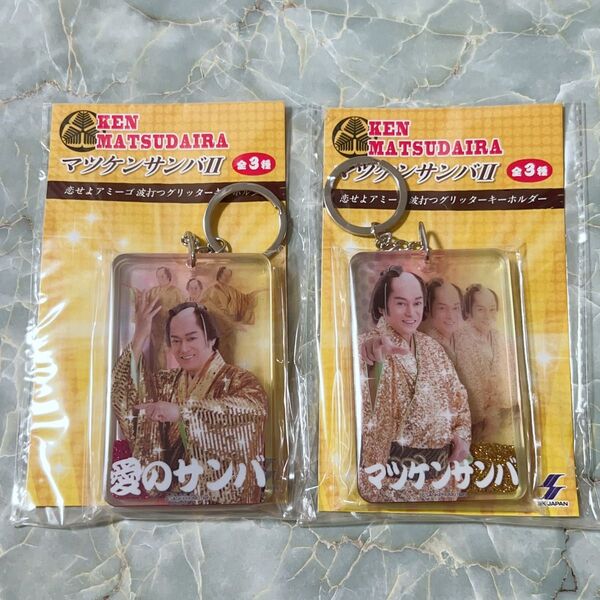 KEN
MATSUDAIRA
マツケンサンバII
全3種
恋せよアミーゴ 波打つグリッターキーホル
愛のサンバ
KEN
MATSUDAIRA
マツケンサンバII
全3種
恋せよアミーゴ 波打つグリッターキーホルダー
マツケンサンバ
SK JAPAN